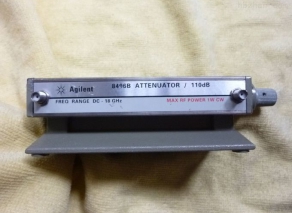 Agilent
8496B ATTENUATOR / 110dB
FREQ RANGE DC - 18 GHz
MAX RF POWER 1W CW